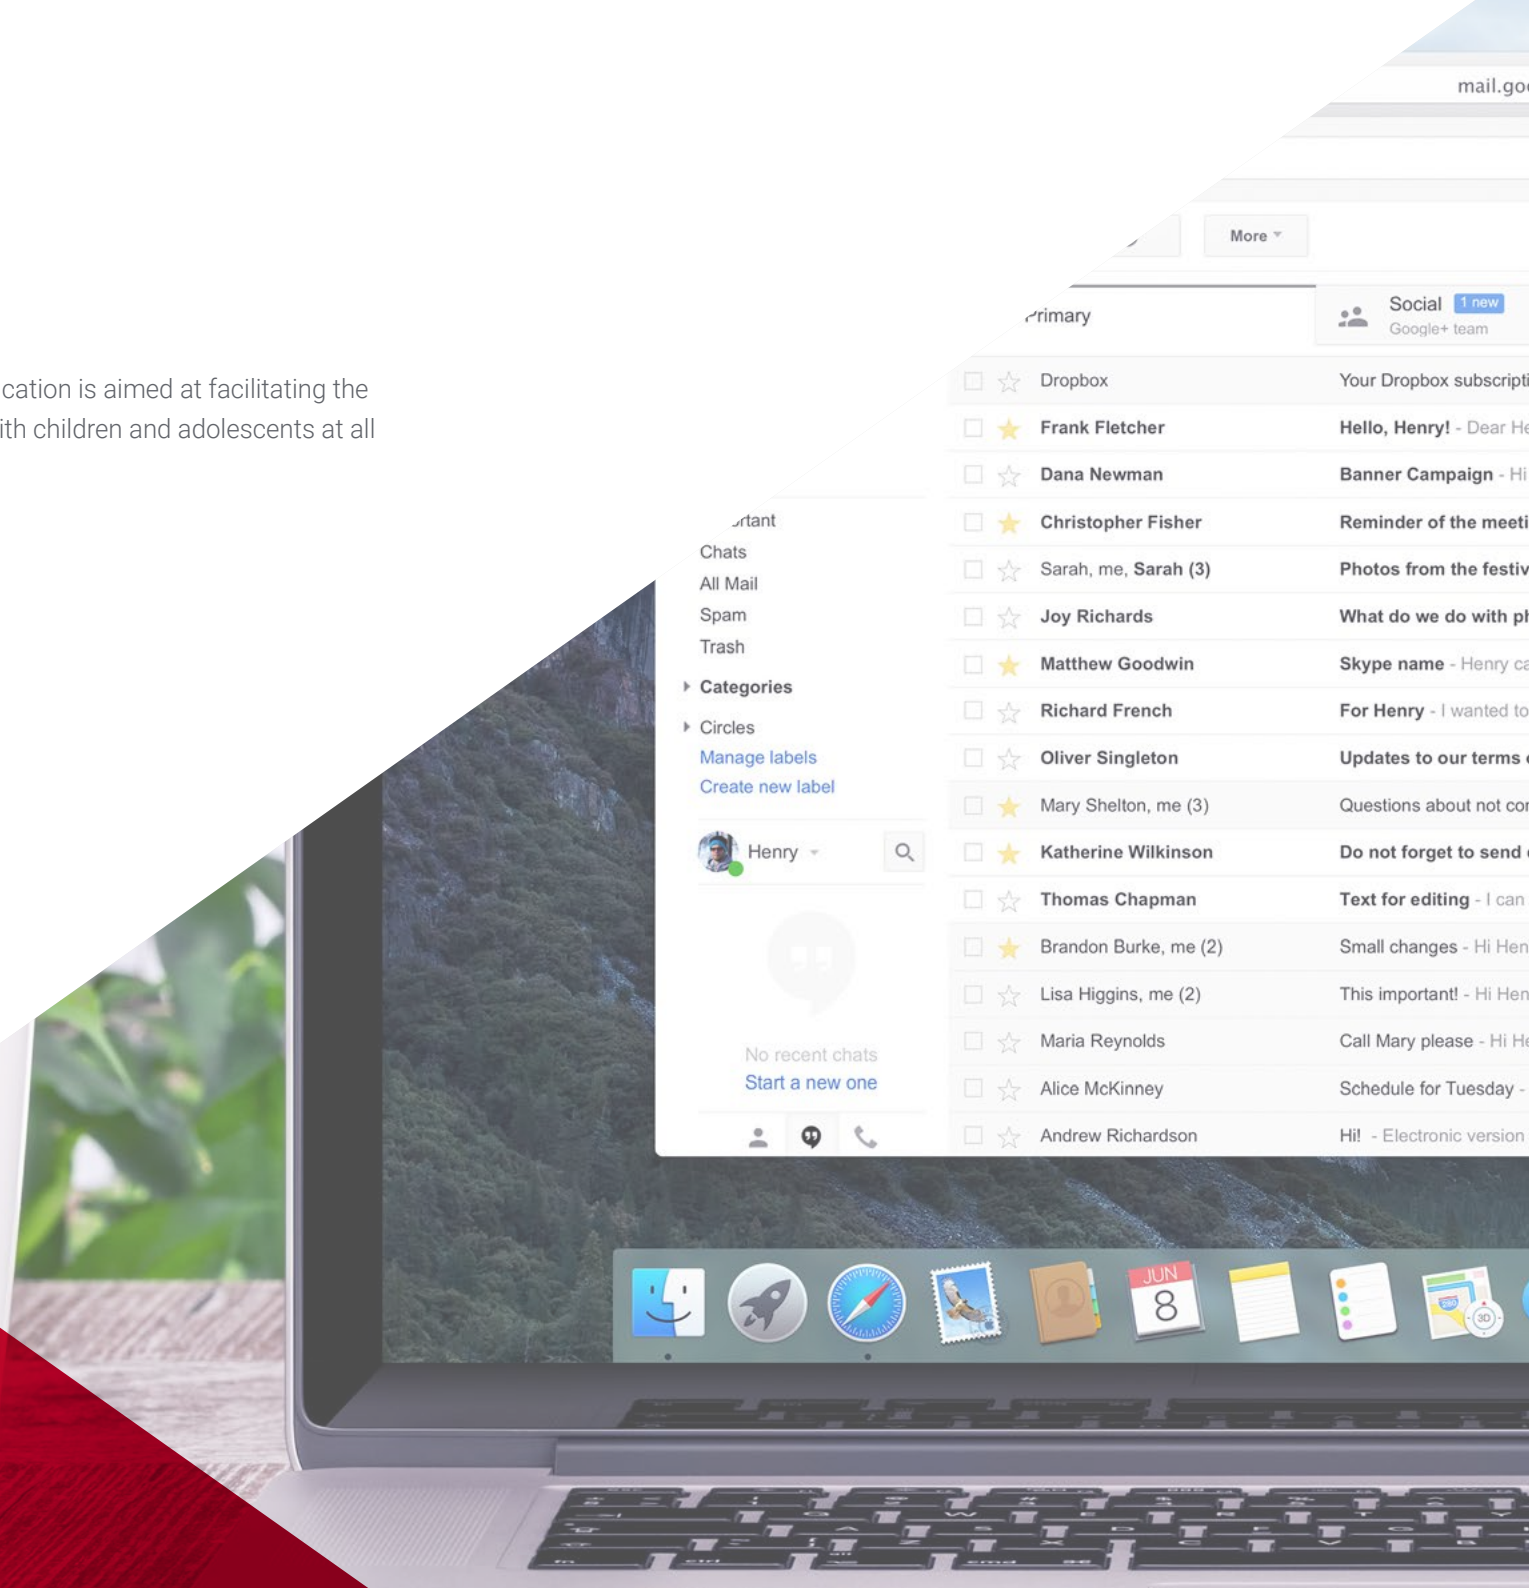 mail.goo
More
Primary
Social 1 new
Google+ team
cation is aimed at facilitating the
ith children and adolescents at all
Dropbox Your Dropbox subscripti
Frank Fletcher Hello, Henry! - Dear He
Dana Newman Banner Campaign - Hi
Christopher Fisher Reminder of the meeti
Sarah, me, Sarah (3) Photos from the festiv
Joy Richards What do we do with ph
Matthew Goodwin Skype name - Henry ca
Richard French For Henry - I wanted to
Oliver Singleton Updates to our terms o
Mary Shelton, me (3) Questions about not con
Katherine Wilkinson Do not forget to send
Thomas Chapman Text for editing - I can
Brandon Burke, me (2) Small changes - Hi Hen
Lisa Higgins, me (2) This important! - Hi Hen
Maria Reynolds Call Mary please - Hi He
Alice McKinney Schedule for Tuesday -
Andrew Richardson Hi! - Electronic version
rtant
Chats
All Mail
Spam
Trash
Categories
Circles
Manage labels
Create new label
Henry
No recent chats
Start a new one
JUN
8
280
3D